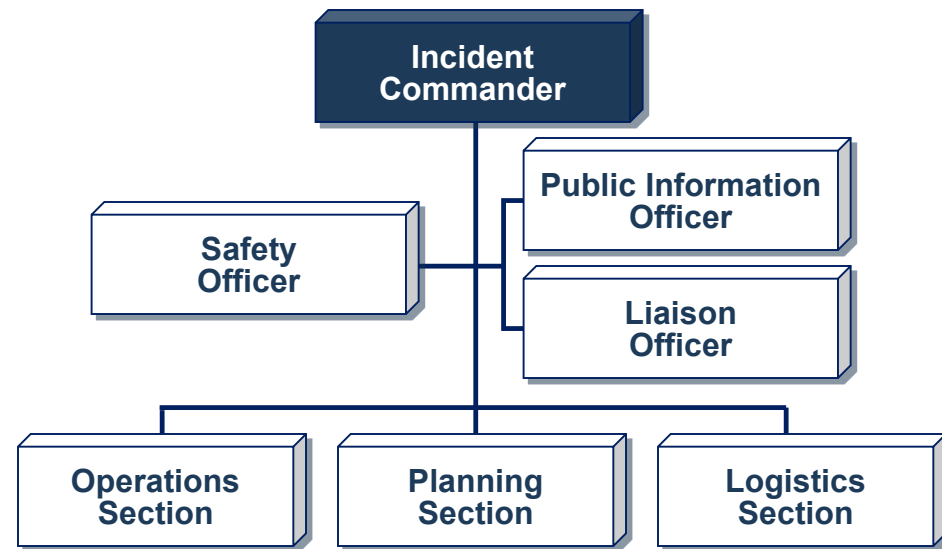 Incident
Commander
Public Information
Officer
Safety
Officer
Liaison
Officer
Operations
Section
Planning
Section
Logistics
Section